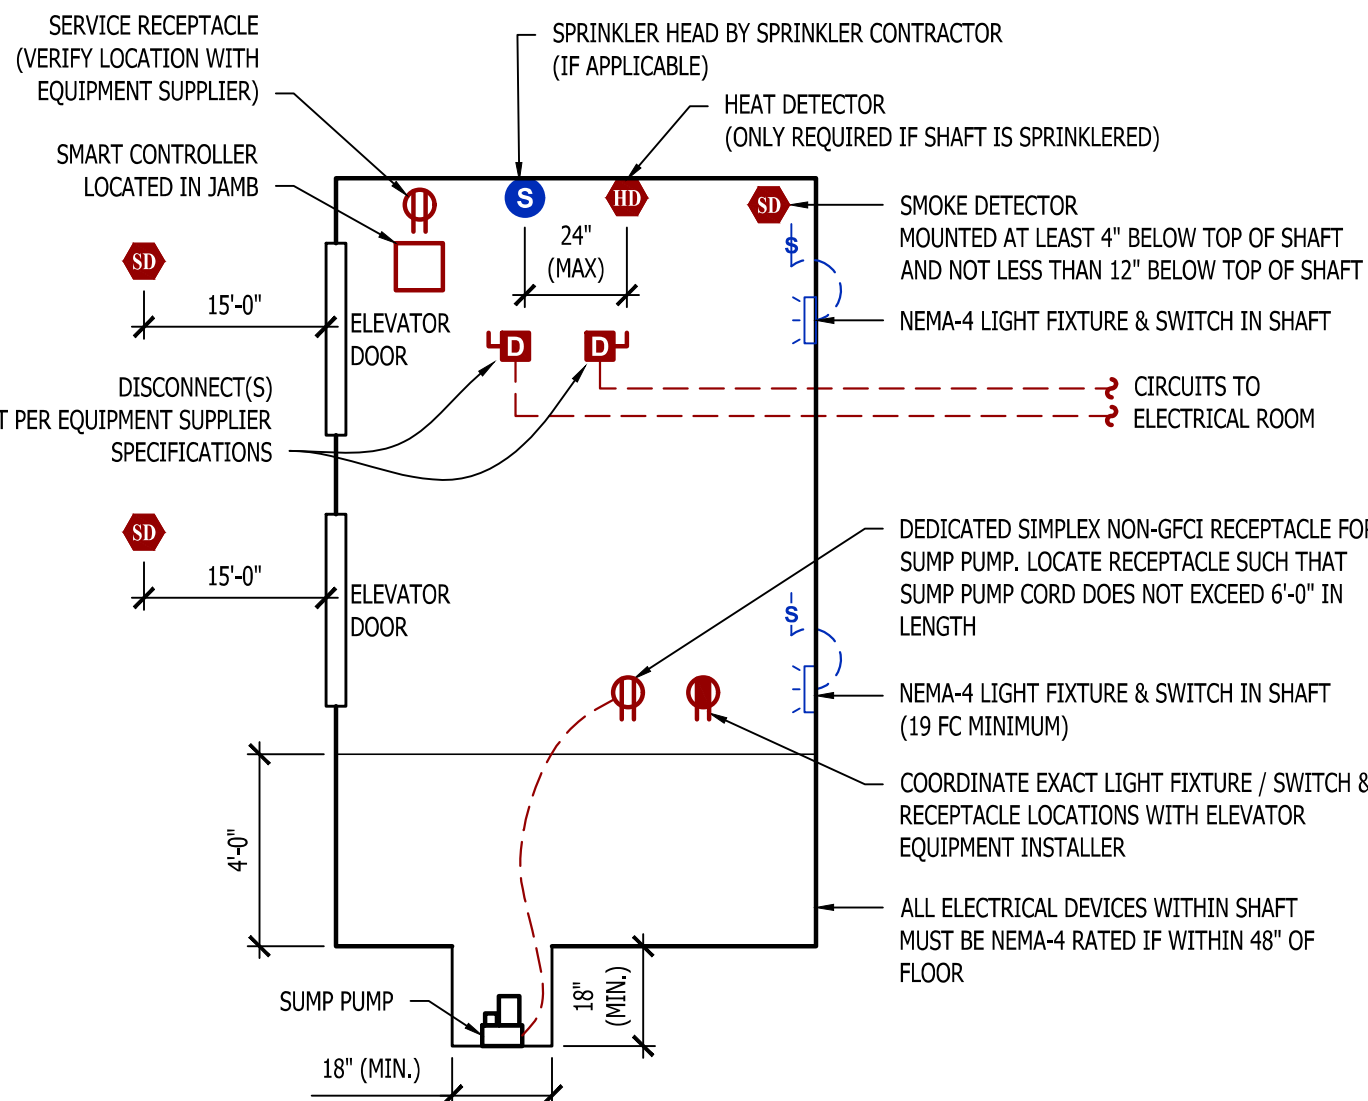 SERVICE RECEPTACLE
(VERIFY LOCATION WITH
EQUIPMENT SUPPLIER)
SPRINKLER HEAD BY SPRINKLER CONTRACTOR
(IF APPLICABLE)
HEAT DETECTOR
(ONLY REQUIRED IF SHAFT IS SPRINKLERED)
SMART CONTROLLER
LOCATED IN JAMB
S
HD
SD
SMOKE DETECTOR
MOUNTED AT LEAST 4" BELOW TOP OF SHAFT
AND NOT LESS THAN 12" BELOW TOP OF SHAFT
24"
(MAX)
S
SD
15'-0"
ELEVATOR
DOOR
NEMA-4 LIGHT FIXTURE & SWITCH IN SHAFT
D
D
DISCONNECT(S)
T PER EQUIPMENT SUPPLIER
SPECIFICATIONS
CIRCUITS TO
ELECTRICAL ROOM
SD
15'-0"
ELEVATOR
DOOR
DEDICATED SIMPLEX NON-GFCI RECEPTACLE FOR
SUMP PUMP. LOCATE RECEPTACLE SUCH THAT
SUMP PUMP CORD DOES NOT EXCEED 6'-0" IN
LENGTH
S
NEMA-4 LIGHT FIXTURE & SWITCH IN SHAFT
(19 FC MINIMUM)
COORDINATE EXACT LIGHT FIXTURE / SWITCH &
RECEPTACLE LOCATIONS WITH ELEVATOR
EQUIPMENT INSTALLER
4'-0"
ALL ELECTRICAL DEVICES WITHIN SHAFT
MUST BE NEMA-4 RATED IF WITHIN 48" OF
FLOOR
SUMP PUMP
18"
(MIN.)
18" (MIN.)